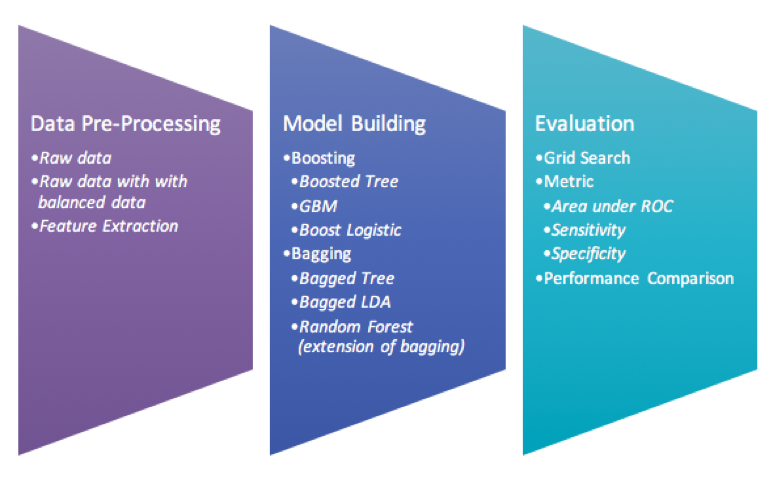 Data Pre-Processing
•Raw data
•Raw data with with
balanced data
•Feature Extraction
Model Building
•Boosting
•Boosted Tree
•GBM
•Boost Logistic
•Bagging
•Bagged Tree
•Bagged LDA
•Random Forest
(extension of bagging)
Evaluation
•Grid Search
•Metric
•Area under ROC
•Sensitivity
•Specificity
•Performance Comparison